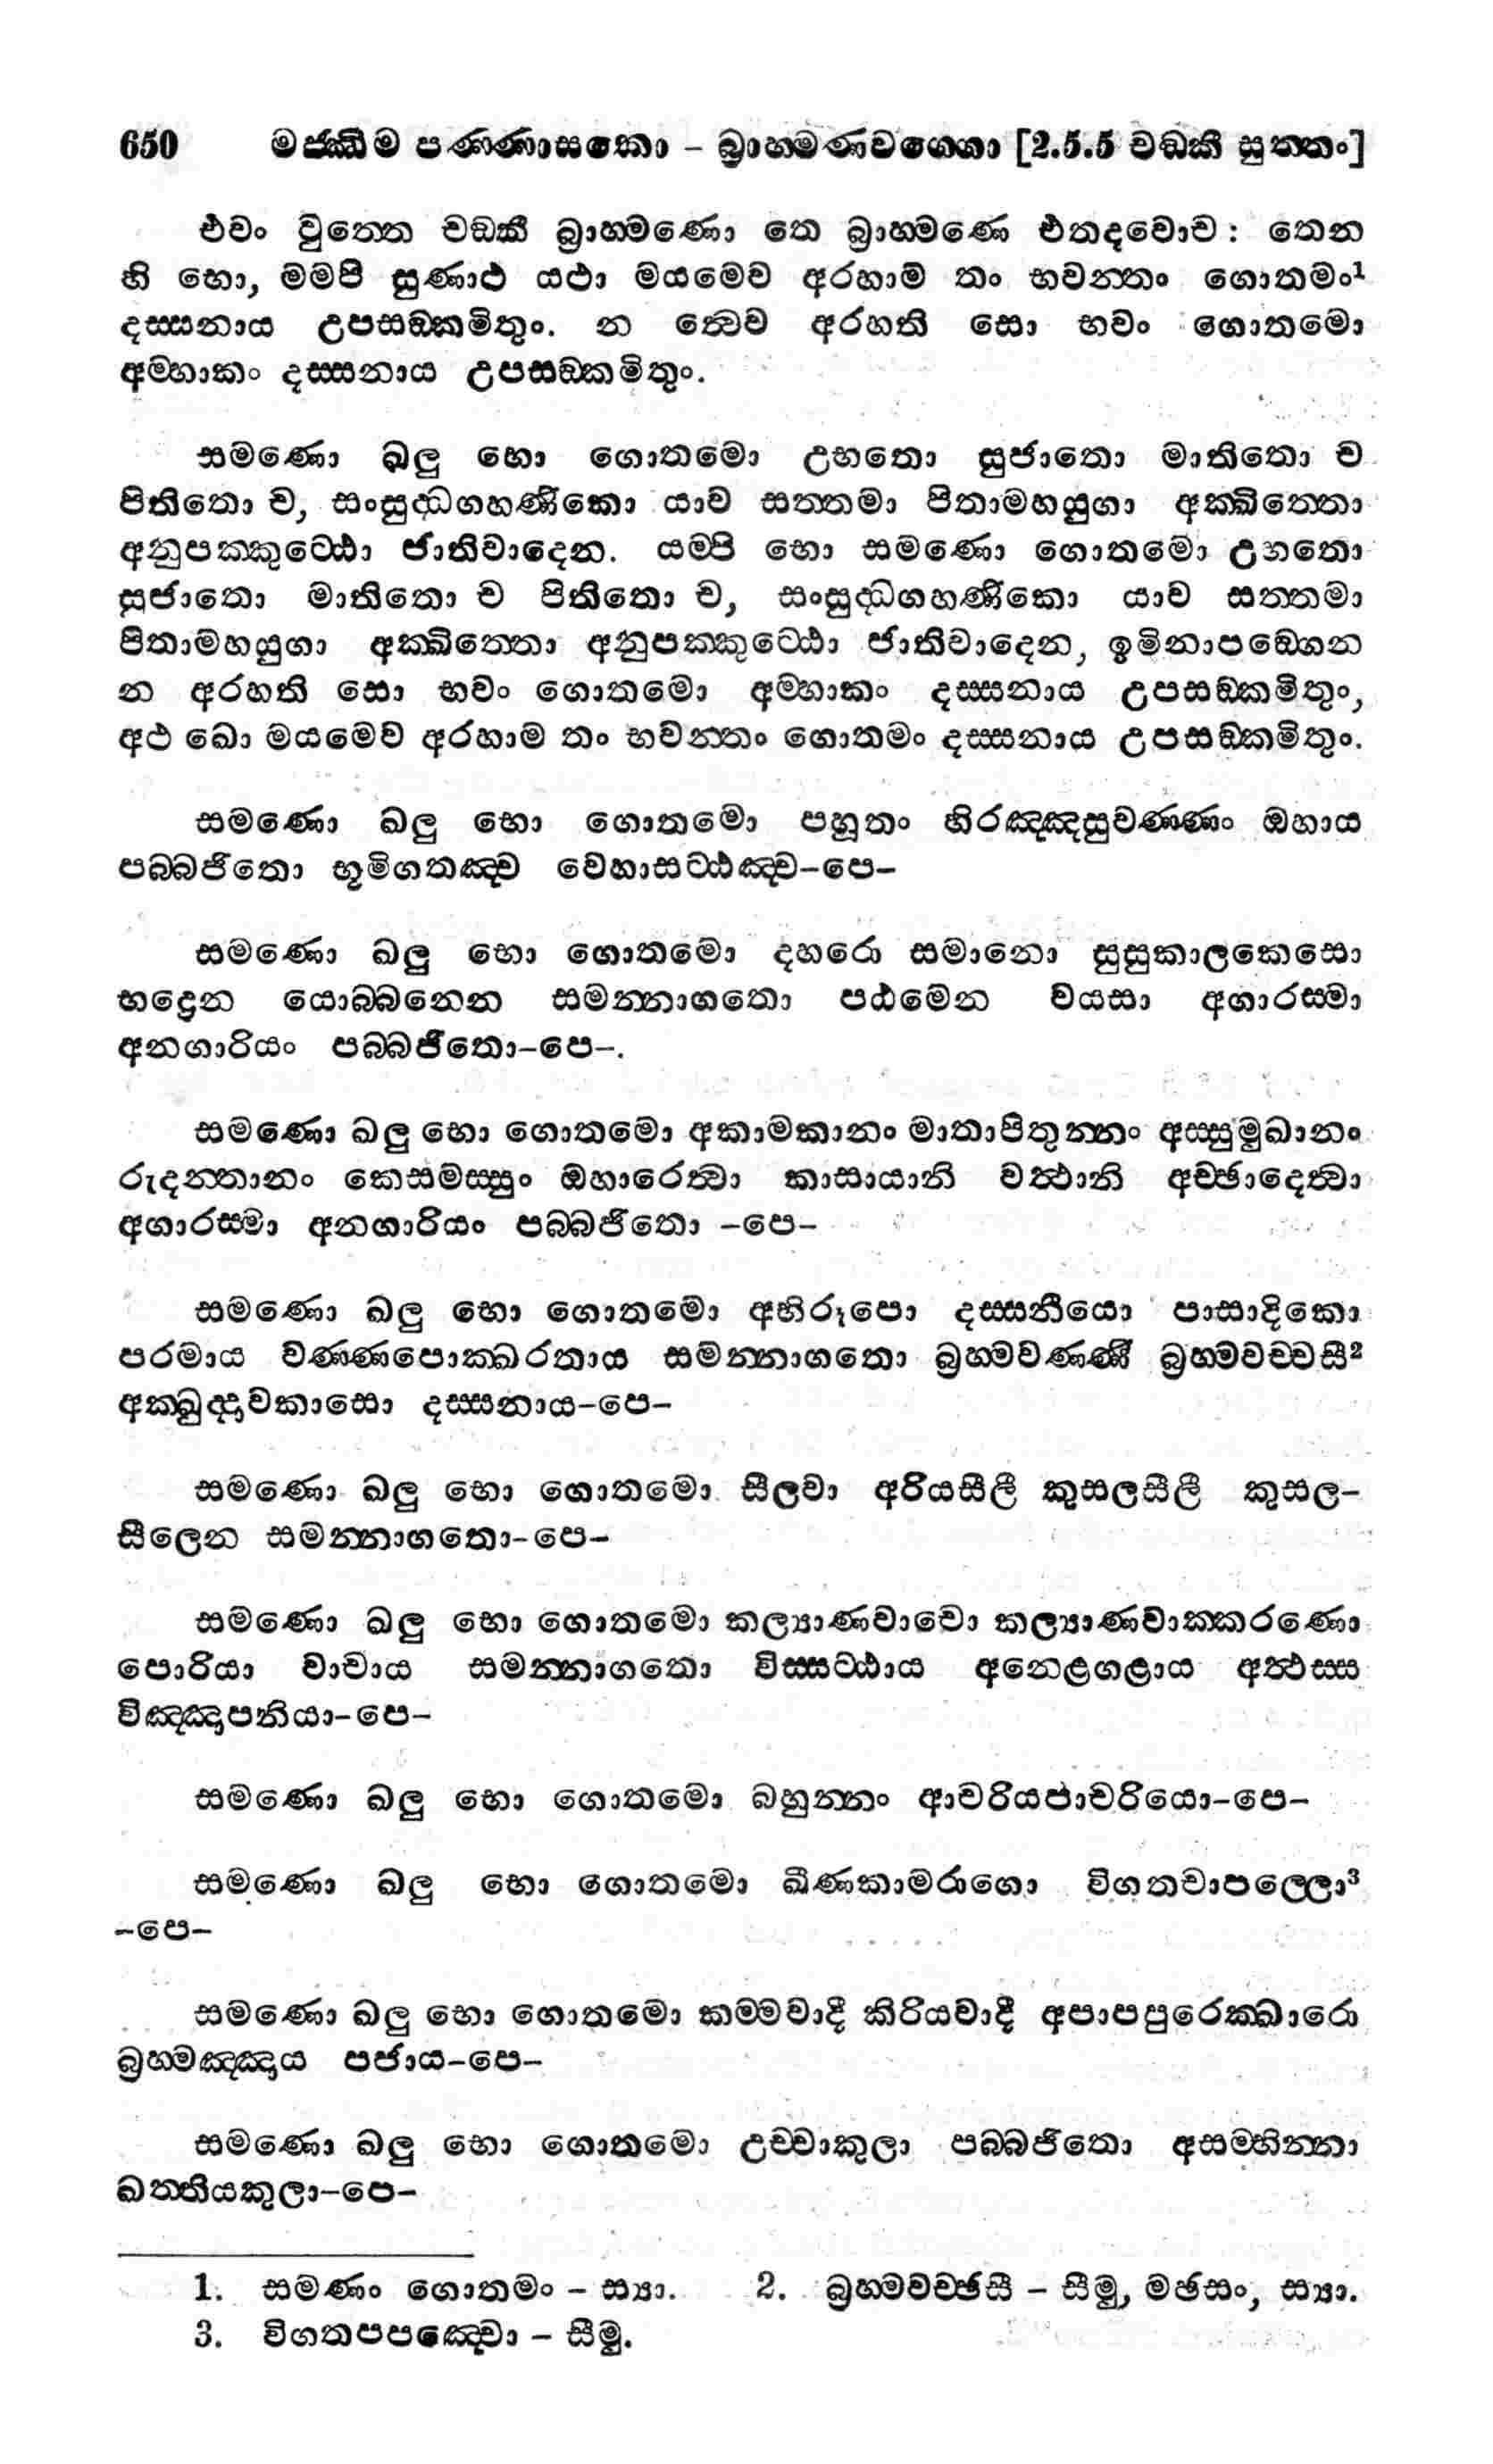 650 මජ්ඣිම පණ්ණාසකො - බ්‍රාහ්මණවග්ගො [2.5.5 චඞ්කී සුත්තං]
එවං වුත්තෙ චඞ්කී බ්‍රාහ්මණො තෙ බ්‍රාහ්මණෙ එතදවොච: තෙන
හි භො, මමපි සුණාථ යථා මයමෙව අරහාම තං භවන්තං ගොතමං¹
දස්සනාය උපසඞ්කමිතුං. න ත්වෙව අරහති සො භවං ගොතමො
අම්හාකං දස්සනාය උපසඞ්කමිතුං.
සමණො ඛලු භො ගොතමො උභතො සුජාතො මාතිතො ච
පිතිතො ච, සංසුද්ධගහණිකො යාව සත්තමා පිතාමහයුගා අක්ඛිත්තො
අනුපක්කුට්ඨො ජාතිවාදෙන. යම්පි භො සමණො ගොතමො උභතො
සුජාතො මාතිතො ච පිතිතො ච, සංසුද්ධගහණිකො යාව සත්තමා
පිතාමහයුගා අක්ඛිත්තො අනුපක්කුට්ඨො ජාතිවාදෙන, ඉමිනාපඞ්ගෙන
න අරහති සො භවං ගොතමො අම්හාකං දස්සනාය උපසඞ්කමිතුං,
අථ ඛො මයමෙව අරහාම තං භවන්තං ගොතමං දස්සනාය උපසඞ්කමිතුං.
සමණො ඛලු භො ගොතමො පහූතං හිරඤ්ඤසුවණ්ණං ඔහාය
පබ්බජිතො භූමිගතඤ්ච වෙහාසට්ඨඤ්ච-පෙ-
සමණො ඛලු භො ගොතමො දහරො සමානො සුසුකාලකෙසො
භද්‍රෙන යොබ්බනෙන සමන්නාගතො පඨමෙන වයසා අගාරස්මා
අනගාරියං පබ්බජිතො-පෙ-.
සමණො ඛලු භො ගොතමො අකාමකානං මාතාපිතුන්නං අස්සුමුඛානං
රුදන්තානං කෙසමස්සුං ඔහාරෙත්වා කාසායානි වත්ථානි අච්ඡාදෙත්වා
අගාරස්මා අනගාරියං පබ්බජිතො -පෙ-
සමණො ඛලු භො ගොතමො අභිරූපො දස්සනීයො පාසාදිකො
පරමාය වණ්ණපොක්ඛරතාය සමන්නාගතො බ්‍රහ්මවණ්ණී බ්‍රහ්මවච්චසී²
අක්ඛුද්දාවකාසො දස්සනාය-පෙ-
සමණො ඛලු භො ගොතමො සීලවා අරියසීලී කුසලසීලී කුසල-
සීලෙන සමන්නාගතො-පෙ-
සමණො ඛලු භො ගොතමො කල්‍යාණවාචො කල්‍යාණවාක්කරණො
පොරියා වාචාය සමන්නාගතො විස්සට්ඨාය අනෙළගළාය අත්ථස්ස
විඤ්ඤාපනියා-පෙ-
සමණො ඛලු භො ගොතමො බහුන්නං ආචරියපාචරියො-පෙ-
සමණො ඛලු භො ගොතමො ඛීණකාමරාගො විගතචාපල්ලො³
-පෙ-
සමණො ඛලු භො ගොතමො කම්මවාදී කිරියවාදී අපාපපුරෙක්ඛාරො
බ්‍රහ්මඤ්ඤාය පජාය-පෙ-
සමණො ඛලු භො ගොතමො උච්චාකුලා පබ්බජිතො අසම්භින්නා
ඛත්තියකුලා-පෙ-
1. සමණං ගොතමං - ස්‍යා. 2. බ්‍රහ්මවච්ඡසී - සීමු, මඡසං, ස්‍යා.
3. විගතපපඤ්චො - සීමු.